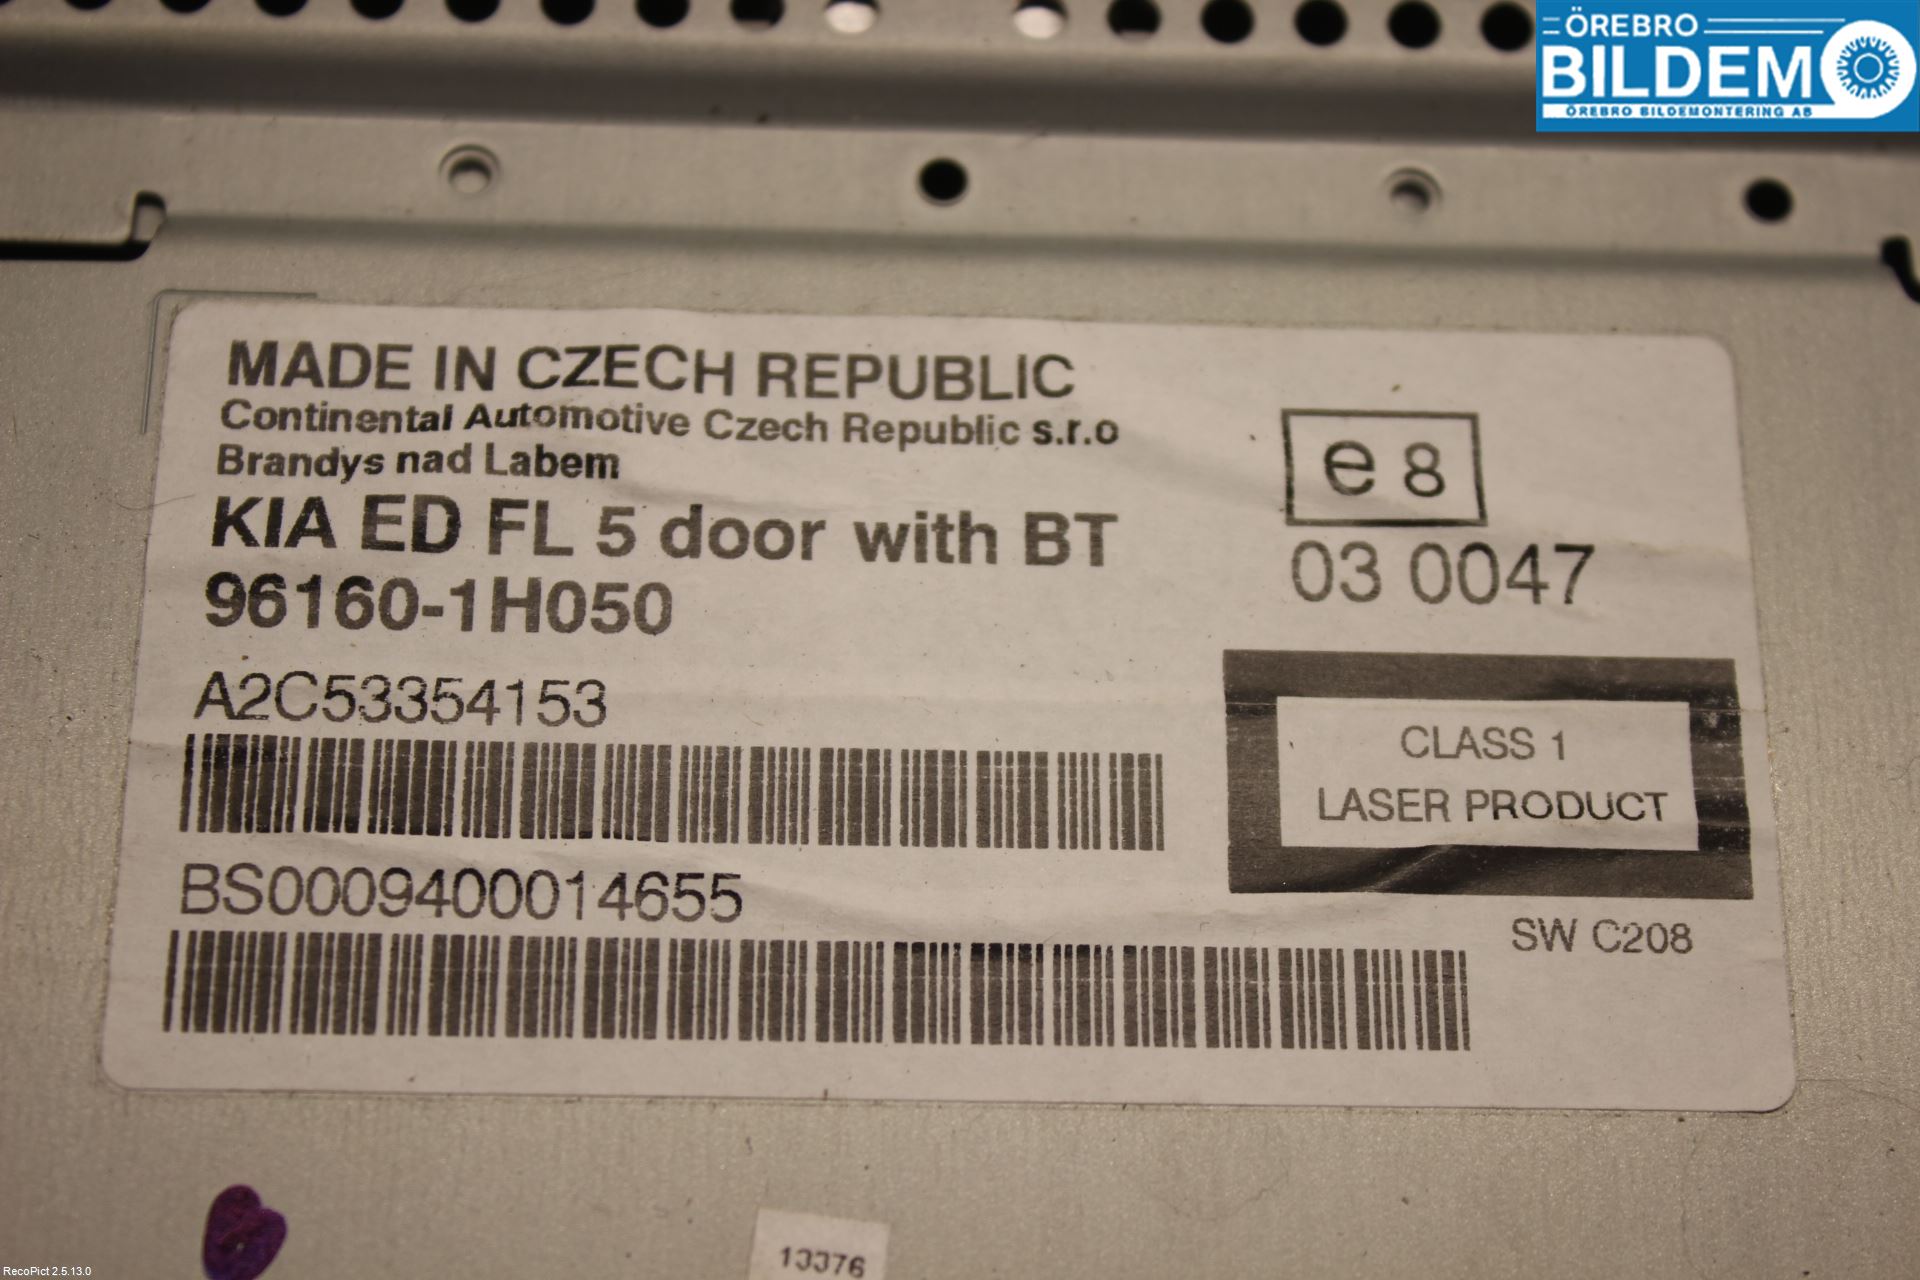 ÖREBRO
BILDEMO
ÖREBRO BILDEMONTERING AB
MADE IN CZECH REPUBLIC
Continental Automotive Czech Republic s.r.o
Brandys nad Labem
KIA ED FL 5 door with BT
96160-1H050
e8
03 0047
A2C53354153
CLASS 1
LASER PRODUCT
BS0009400014655
SW C208
13376
RecoPict 2.5.13.0